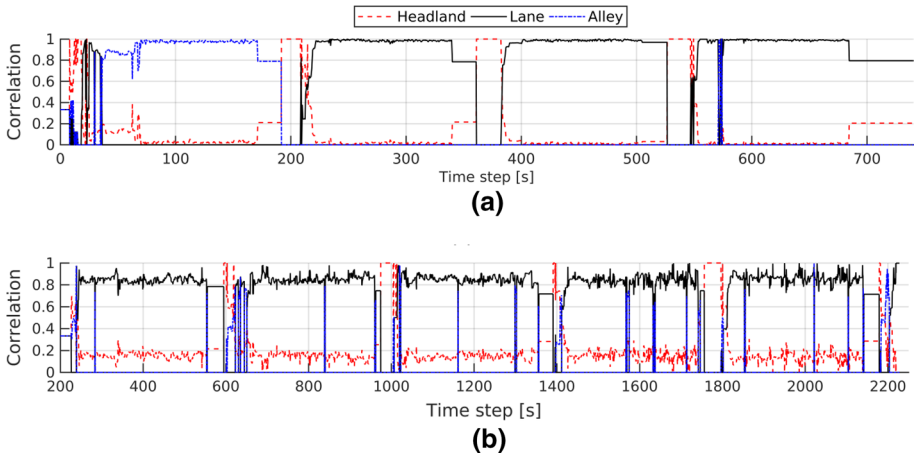 Headland Lane Alley
Correlation
1
0.8
0.6
0.4
0.2
0
0 100 200 300 400 500 600 700
Time step [s]
(a)
Correlation
1
0.8
0.6
0.4
0.2
0
200 400 600 800 1000 1200 1400 1600 1800 2000 2200
Time step [s]
(b)